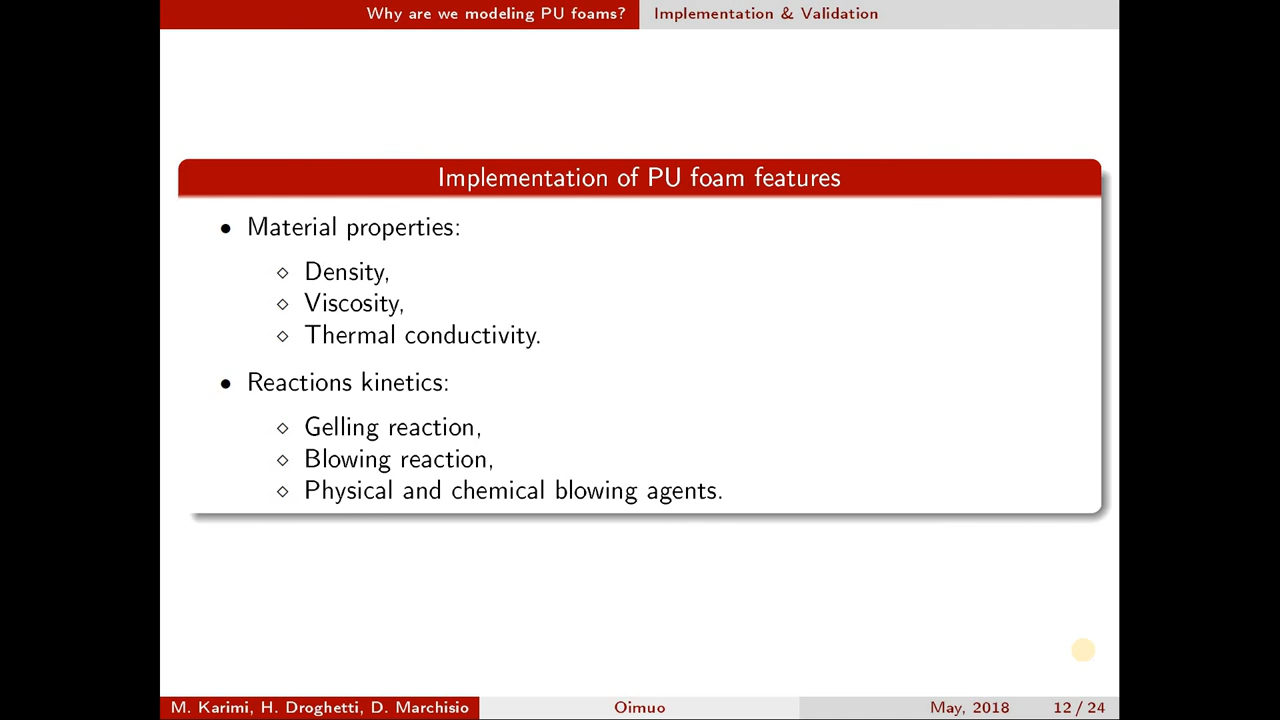 Why are we modeling PU foams? Implementation & Validation
Implementation of PU foam features
• Material properties:
⋄ Density,
⋄ Viscosity,
⋄ Thermal conductivity.
• Reactions kinetics:
⋄ Gelling reaction,
⋄ Blowing reaction,
⋄ Physical and chemical blowing agents.
M. Karimi, H. Droghetti, D. Marchisio Oimuo May, 2018 12 / 24